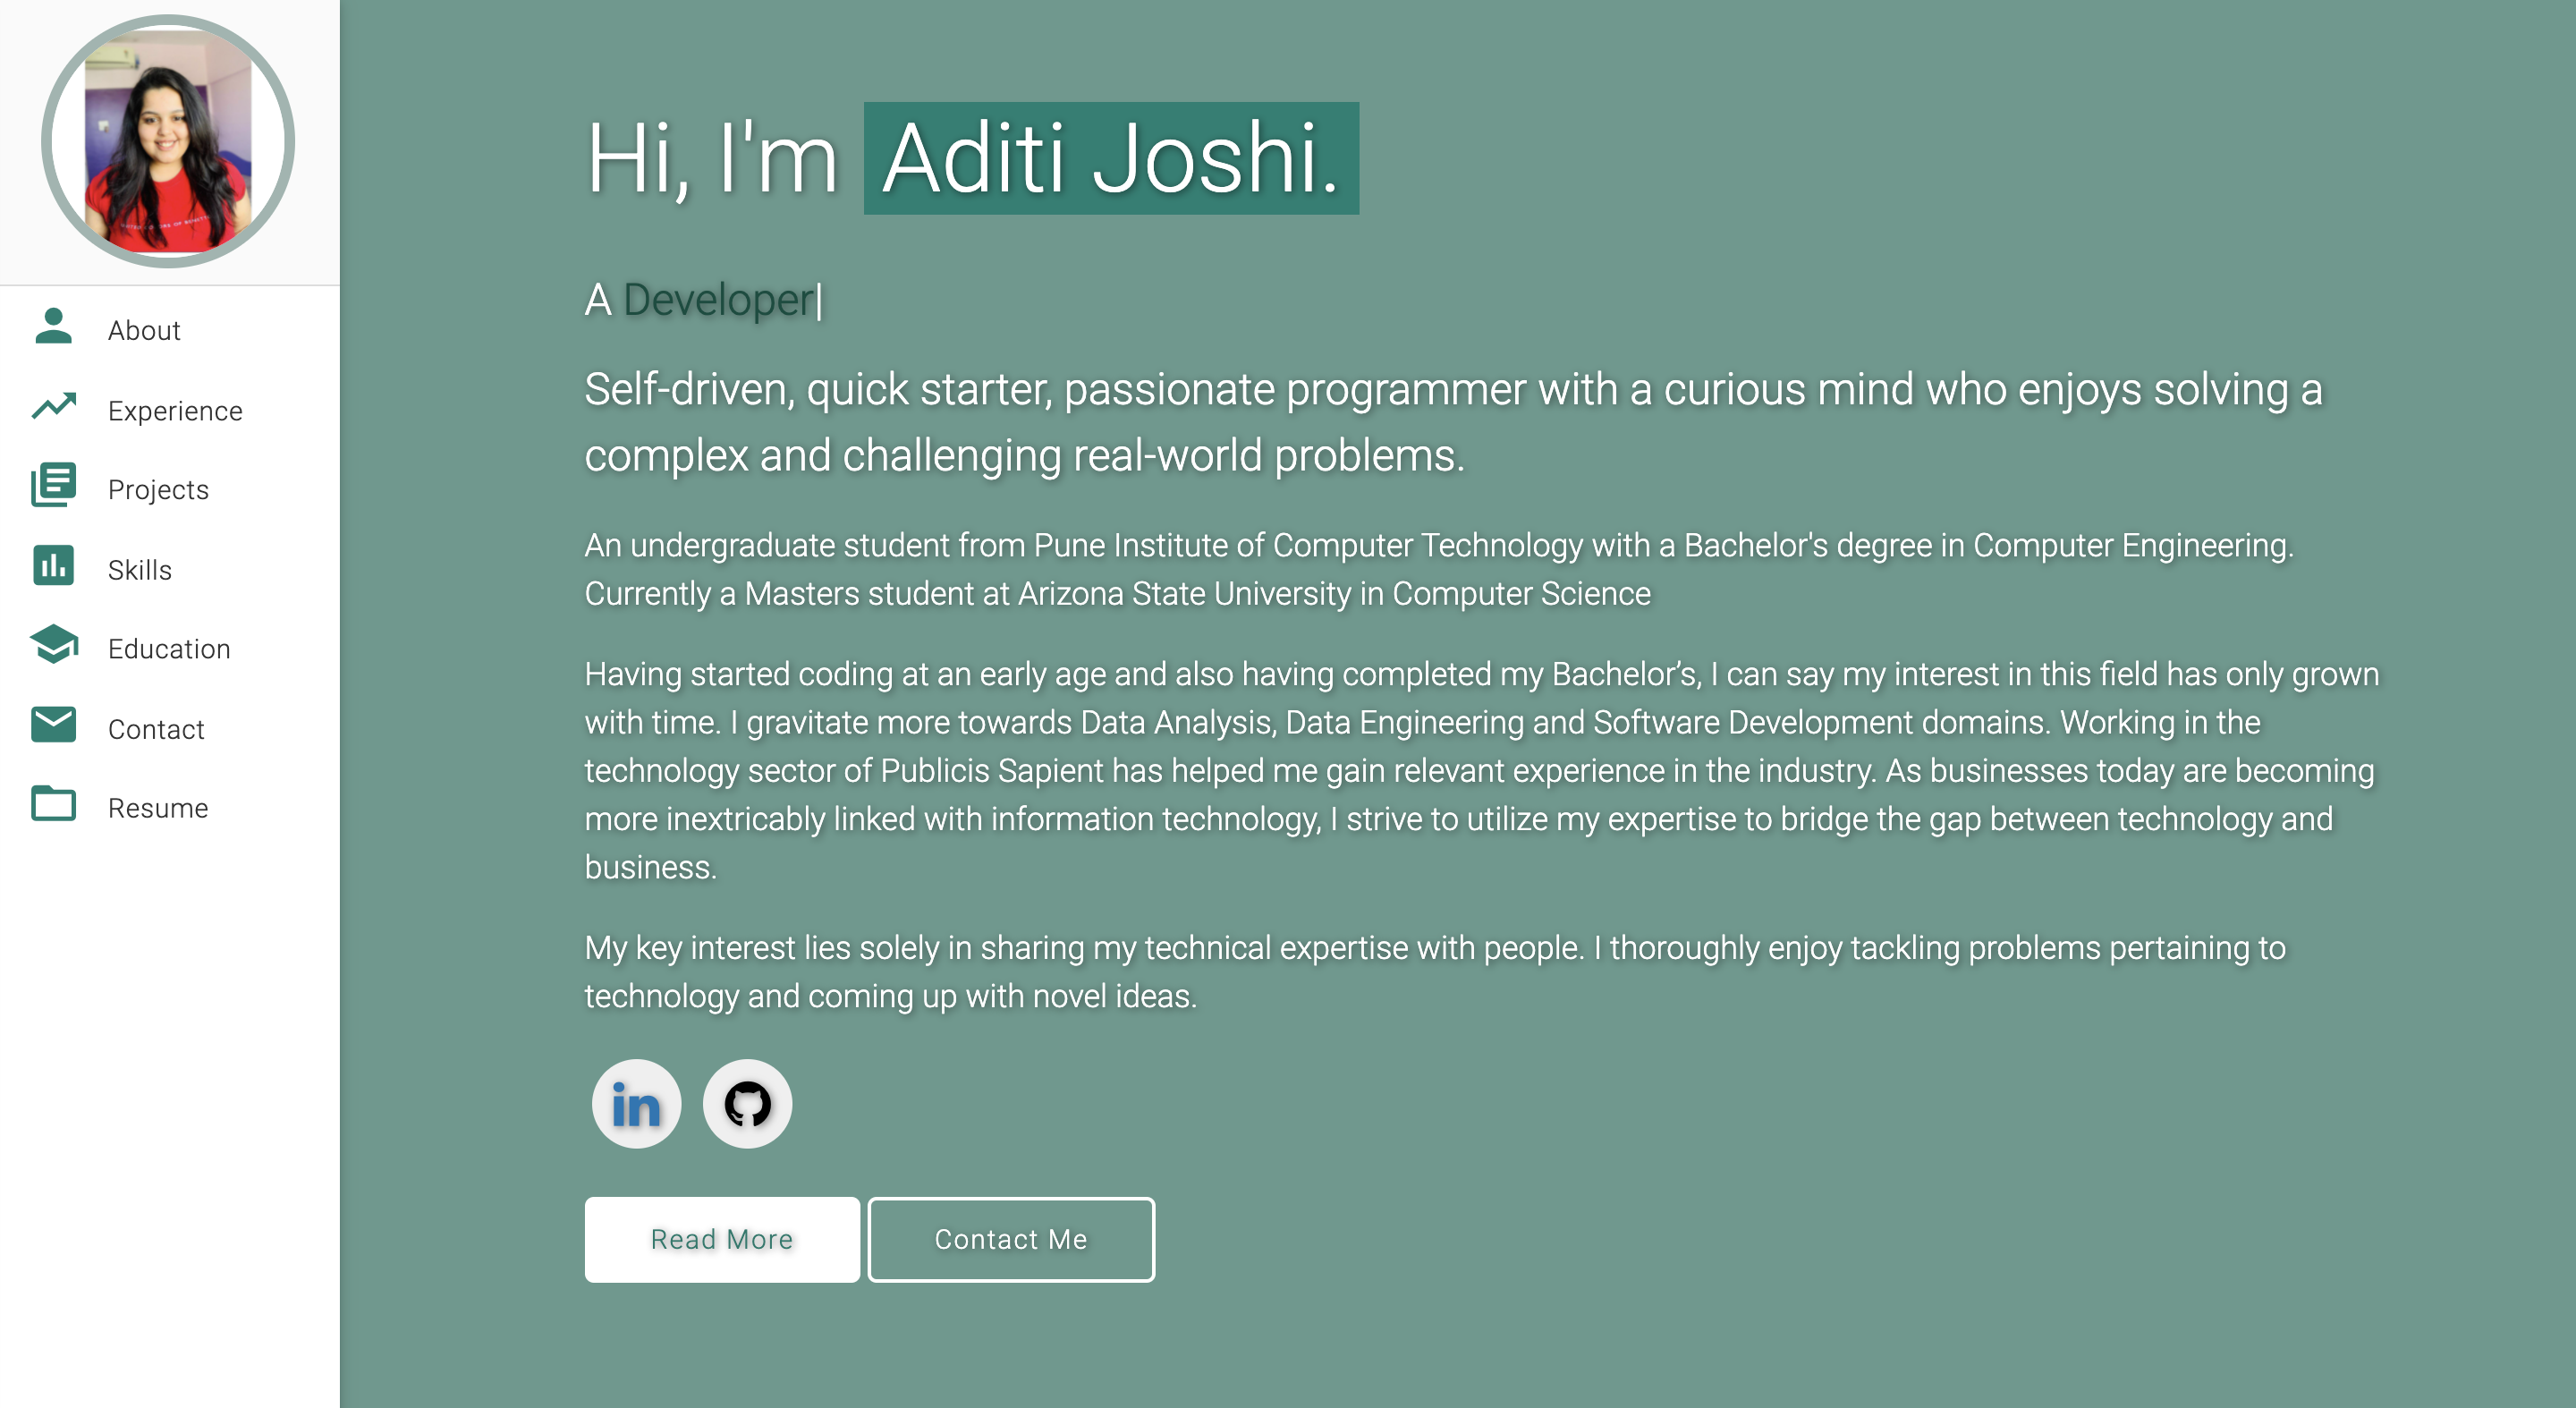 About
Experience
Projects
Skills
Education
Contact
Resume
Hi, I'm Aditi Joshi.
A Developer|
Self-driven, quick starter, passionate programmer with a curious mind who enjoys solving a
complex and challenging real-world problems.
An undergraduate student from Pune Institute of Computer Technology with a Bachelor's degree in Computer Engineering.
Currently a Masters student at Arizona State University in Computer Science
Having started coding at an early age and also having completed my Bachelor’s, I can say my interest in this field has only grown
with time. I gravitate more towards Data Analysis, Data Engineering and Software Development domains. Working in the
technology sector of Publicis Sapient has helped me gain relevant experience in the industry. As businesses today are becoming
more inextricably linked with information technology, I strive to utilize my expertise to bridge the gap between technology and
business.
My key interest lies solely in sharing my technical expertise with people. I thoroughly enjoy tackling problems pertaining to
technology and coming up with novel ideas.
in
Read More
Contact Me